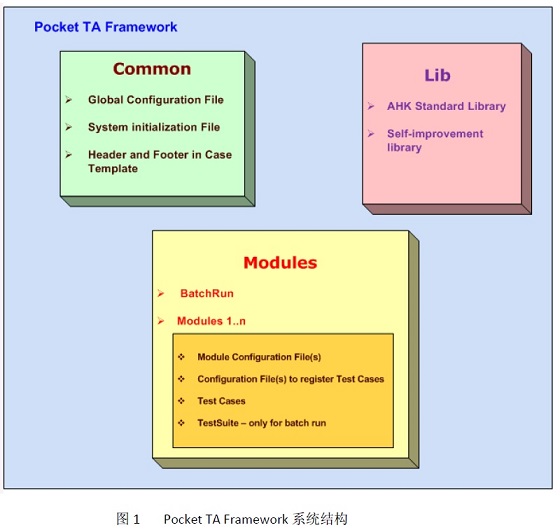 Pocket TA Framework
Common
Global Configuration File
System initialization File
Header and Footer in Case
Template
Lib
AHK Standard Library
Self-improvement
library
Modules
BatchRun
Modules 1..n
Module Configuration File(s)
Configuration File(s) to register Test Cases
Test Cases
TestSuite – only for batch run
图 1 Pocket TA Framework 系统结构